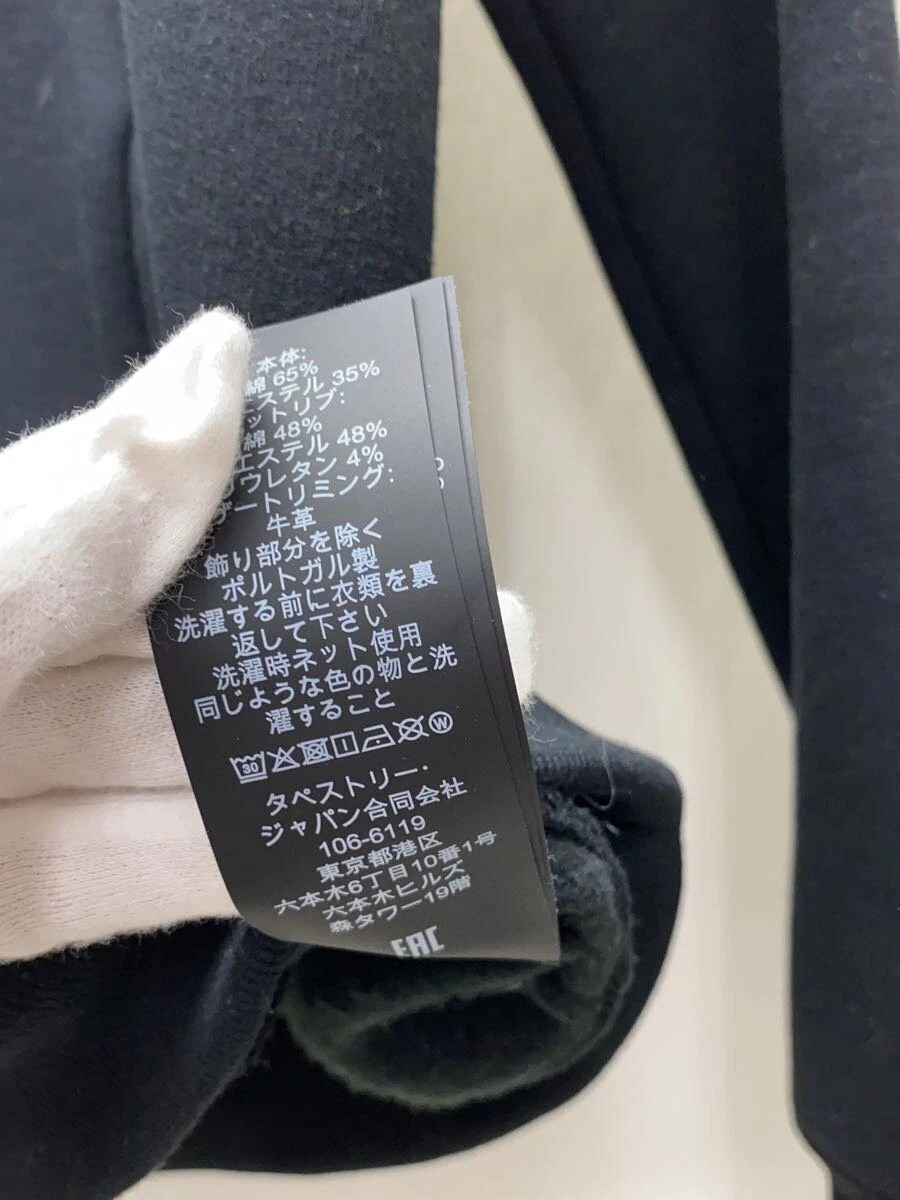 本体:
綿 65%
エステル 35%
ットリブ:
綿 48%
エステル 48%
ウレタン 4%
ザートリミング:
牛革
飾り部分を除く
ポルトガル製
洗濯する前に衣類を裏
返して下さい
洗濯時ネット使用
同じような色の物と洗
濯すること
30 W
タペストリー・
ジャパン合同会社
106-6119
東京都港区
六本木6丁目10番1号
六本木ヒルズ
森タワー19階
EAC